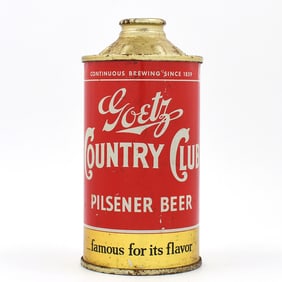 CONTINUOUS BREWING SINCE 1859
Goetz
COUNTRY CLUB
PILSENER BEER
...famous for its flavor